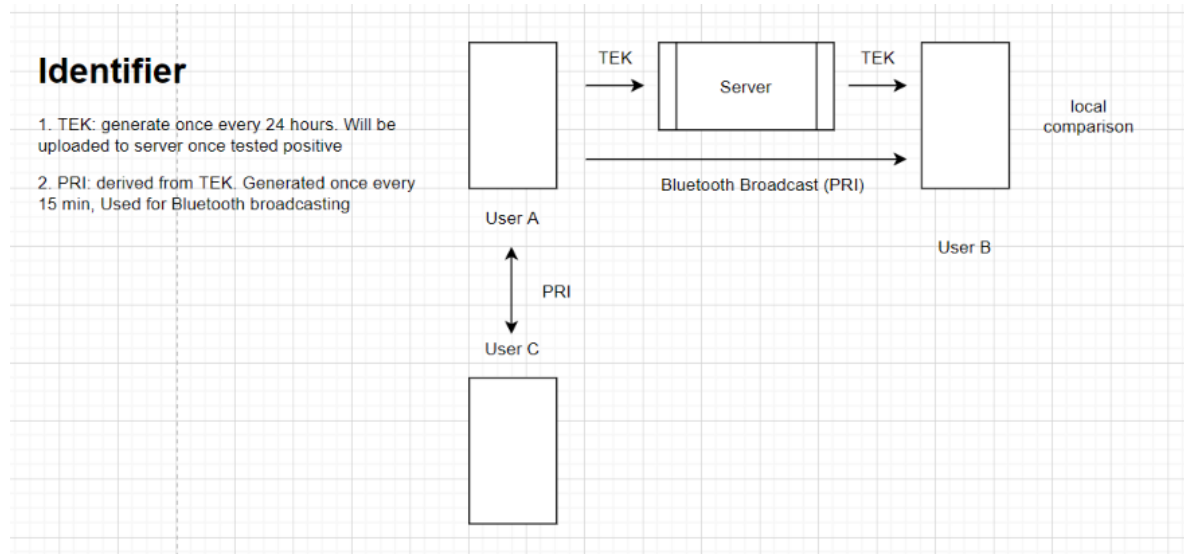 Identifier
1. TEK: generate once every 24 hours. Will be
uploaded to server once tested positive
2. PRI: derived from TEK. Generated once every
15 min, Used for Bluetooth broadcasting
TEK
Server
TEK
local
comparison
Bluetooth Broadcast (PRI)
User A
User B
PRI
User C